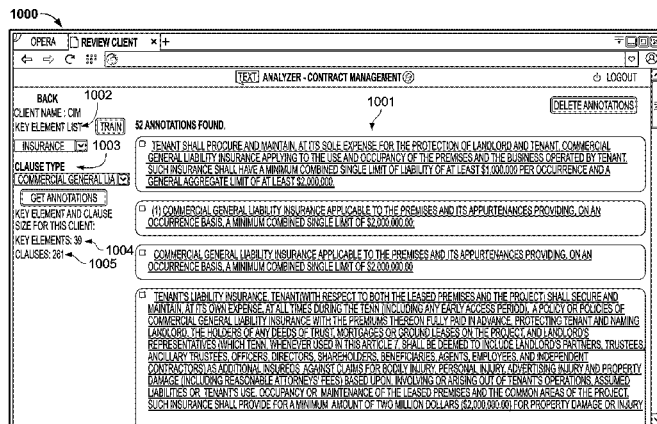 1000
OPERA REVIEW CLIENT × +
TEXT ANALYZER - CONTRACT MANAGEMENT LOGOUT
BACK
CLIENT NAME : CIM
KEY ELEMENT LIST TRAIN
1002
INSURANCE
1003
CLAUSE TYPE
COMMERCIAL GENERAL LIA
GET ANNOTATIONS
KEY ELEMENT AND CLAUSE
SIZE FOR THIS CLIENT:
KEY ELEMENTS: 39
1004
CLAUSES: 261
1005
1001
DELETE ANNOTATIONS
52 ANNOTATIONS FOUND.
TENANT SHALL PROCURE AND MAINTAIN, AT ITS SOLE EXPENSE FOR THE PROTECTION OF LANDLORD AND TENANT, COMMERCIAL
GENERAL LIABILITY INSURANCE APPLYING TO THE USE AND OCCUPANCY OF THE PREMISES AND THE BUSINESS OPERATED BY TENANT.
SUCH INSURANCE SHALL HAVE A MINIMUM COMBINED SINGLE LIMIT OF LIABILITY OF AT LEAST $1,000,000 PER OCCURRENCE AND A
GENERAL AGGREGATE LIMIT OF AT LEAST $2,000,000.
(1) COMMERCIAL GENERAL LIABILITY INSURANCE APPLICABLE TO THE PREMISES AND ITS APPURTENANCES PROVIDING, ON AN
OCCURRENCE BASIS, A MINIMUM COMBINED SINGLE LIMIT OF $2,000,000.00
COMMERCIAL GENERAL LIABILITY INSURANCE APPLICABLE TO THE PREMISES AND ITS APPURTENANCES PROVIDING, ON AN
OCCURRENCE BASIS, A MINIMUM COMBINED SINGLE LIMIT OF $2,000,000.00
TENANT'S LIABILITY INSURANCE. TENANT(WITH RESPECT TO BOTH THE LEASED PREMISES AND THE PROJECT) SHALL SECURE AND
MAINTAIN, AT ITS OWN EXPENSE, AT ALL TIMES DURING THE TENN (INCLUDING ANY EARLY ACCESS PERIOD), A POLICY OR POLICIES OF
COMMERCIAL GENERAL LIABILITY INSURANCE WITH THE PREMIUMS THEREON FULLY PAID IN ADVANCE, PROTECTING TENANT AND NAMING
LANDLORD, THE HOLDERS OF ANY DEEDS OF TRUST, MORTGAGES OR GROUND LEASES ON THE PROJECT, AND LANDLORD'S
REPRESENTATIVES (WHICH TENN, WHENEVER USED IN THIS ARTICLE 7, SHALL BE DEEMED TO INCLUDE LANDLORD'S PARTNERS, TRUSTEES,
ANCILLARY TRUSTEES, OFFICERS, DIRECTORS, SHAREHOLDERS, BENEFICIARIES, AGENTS, EMPLOYEES, AND INDEPENDENT
CONTRACTORS) AS ADDITIONAL INSUREDS, AGAINST CLAIMS FOR BODILY INJURY, PERSONAL INJURY, ADVERTISING INJURY AND PROPERTY
DAMAGE (INCLUDING REASONABLE ATTORNEYS' FEES) BASED UPON, INVOLVING OR ARISING OUT OF TENANT'S OPERATIONS, ASSUMED
LIABILITIES OR TENANT'S USE, OCCUPANCY OR MAINTENANCE OF THE LEASED PREMISES AND THE COMMON AREAS OF THE PROJECT.
SUCH INSURANCE SHALL PROVIDE FOR A MINIMUM AMOUNT OF TWO MILLION DOLLARS ($2,000,000.00) FOR PROPERTY DAMAGE OR INJURY